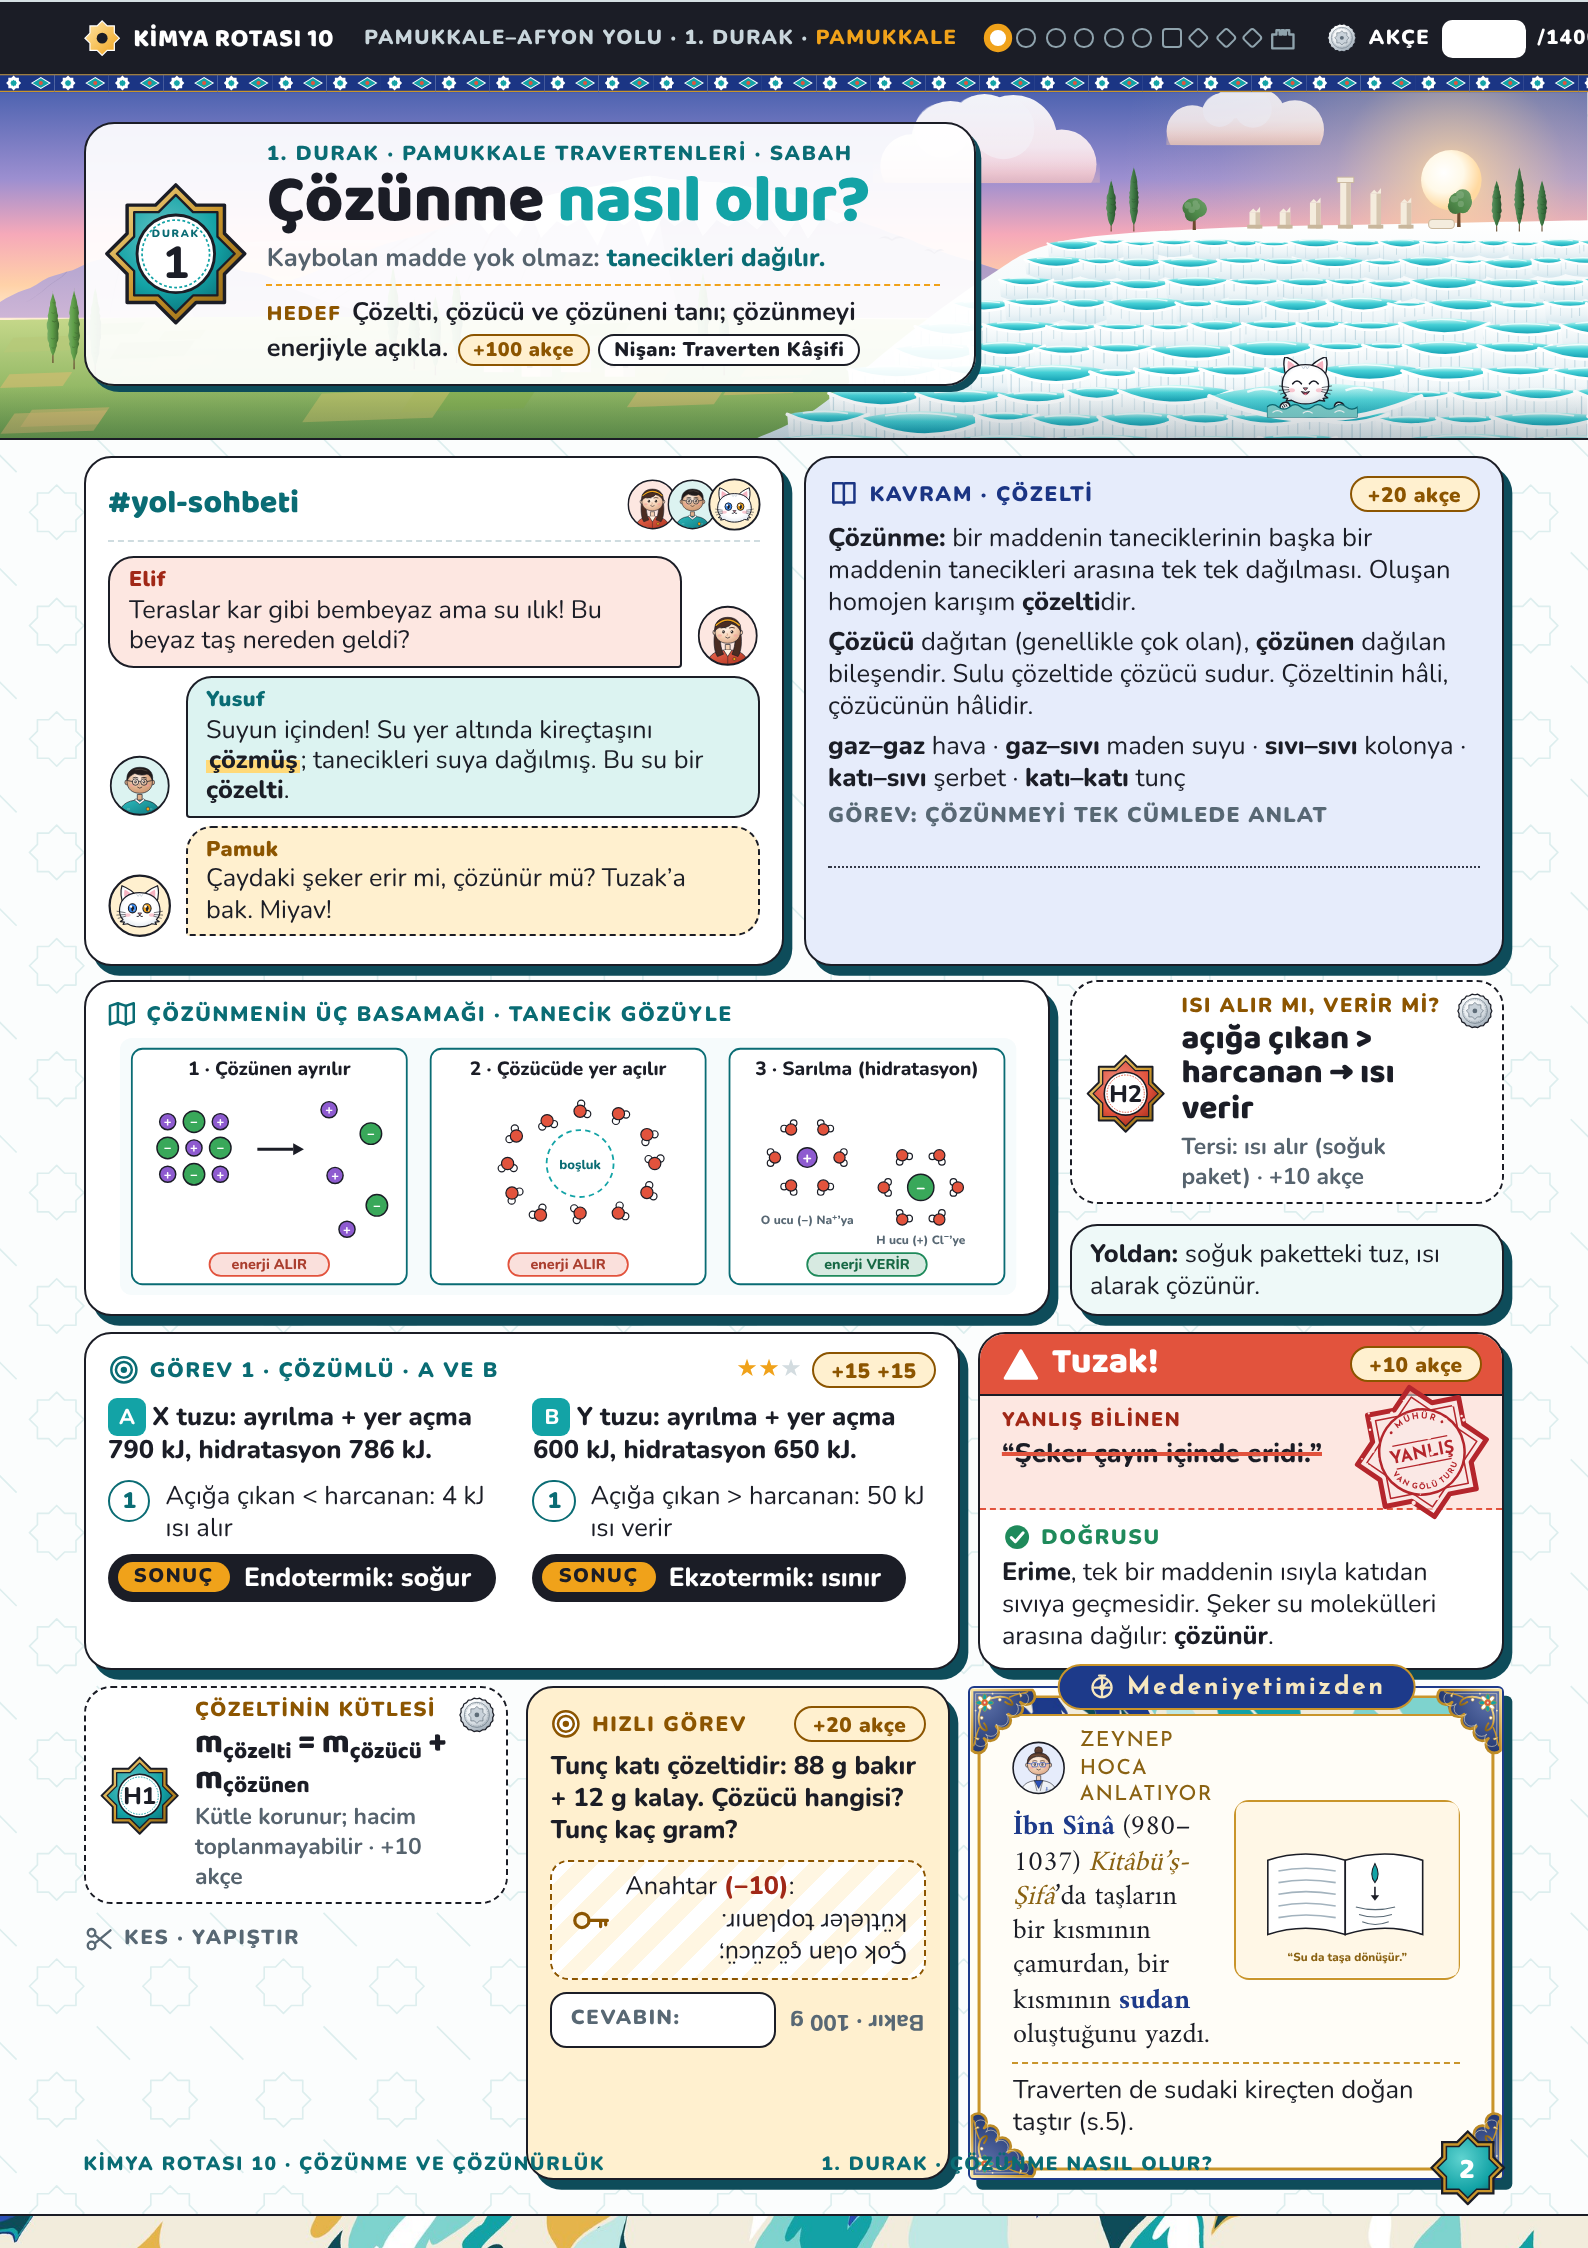 KİMYA ROTASI 10 PAMUKKALE–AFYON YOLU · 1. DURAK · PAMUKKALE AKÇE /140
1. DURAK · PAMUKKALE TRAVERTENLERİ · SABAH
Çözünme nasıl olur?
DURAK
1
Kaybolan madde yok olmaz: tanecikleri dağılır.
HEDEF Çözelti, çözücü ve çözüneni tanı; çözünmeyi
enerjiyle açıkla. +100 akçe Nişan: Traverten Kâşifi
#yol-sohbeti
Elif
Teraslar kar gibi bembeyaz ama su ılık! Bu
beyaz taş nereden geldi?
Yusuf
Suyun içinden! Su yer altında kireçtaşını
çözmüş; tanecikleri suya dağılmış. Bu su bir
çözelti.
Pamuk
Çaydaki şeker erir mi, çözünür mü? Tuzak’a
bak. Miyav!
KAVRAM · ÇÖZELTİ +20 akçe
Çözünme: bir maddenin taneciklerinin başka bir
maddenin tanecikleri arasına tek tek dağılması. Oluşan
homojen karışım çözeltidir.
Çözücü dağıtan (genellikle çok olan), çözünen dağılan
bileşendir. Sulu çözeltide çözücü sudur. Çözeltinin hâli,
çözücünün hâlidir.
gaz–gaz hava · gaz–sıvı maden suyu · sıvı–sıvı kolonya ·
katı–sıvı şerbet · katı–katı tunç
GÖREV: ÇÖZÜNMEYİ TEK CÜMLEDE ANLAT
ÇÖZÜNMENİN ÜÇ BASAMAĞI · TANECİK GÖZÜYLE
1 · Çözünen ayrılır
enerji ALIR
2 · Çözücüde yer açılır
boşluk
enerji ALIR
3 · Sarılma (hidratasyon)
O ucu (−) Na⁺'ya
H ucu (+) Cl⁻'ye
enerji VERİR
ISI ALIR MI, VERİR Mİ?
H2
açığa çıkan >
harcanan → ısı
verir
Tersi: ısı alır (soğuk
paket) · +10 akçe
Yoldan: soğuk paketteki tuz, ısı
alarak çözünür.
GÖREV 1 · ÇÖZÜMLÜ · A VE B +15 +15
A X tuzu: ayrılma + yer açma
790 kJ, hidratasyon 786 kJ.
1 Açığa çıkan < harcanan: 4 kJ
ısı alır
SONUÇ Endotermik: soğur
B Y tuzu: ayrılma + yer açma
600 kJ, hidratasyon 650 kJ.
1 Açığa çıkan > harcanan: 50 kJ
ısı verir
SONUÇ Ekzotermik: ısınır
Tuzak! +10 akçe
YANLIŞ BİLİNEN
“Şeker çayın içinde eridi.”
MÜHÜR
YANLIŞ
VAN GÖLÜ TURU
DOĞRUSU
Erime, tek bir maddenin ısıyla katıdan
sıvıya geçmesidir. Şeker su molekülleri
arasına dağılır: çözünür.
ÇÖZELTİNİN KÜTLESİ
H1
mçözelti = mçözücü +
mçözünen
Kütle korunur; hacim
toplanmayabilir · +10
akçe
KES · YAPIŞTIR
HIZLI GÖREV +20 akçe
Tunç katı çözeltidir: 88 g bakır
+ 12 g kalay. Çözücü hangisi?
Tunç kaç gram?
Anahtar (−10):
Çok olan çözücü;
kütleler toplanır.
CEVABIN:
Bakır · 100 g
Medeniyetimizden
ZEYNEP
HOCA
ANLATIYOR
İbn Sînâ (980–
1037) Kitâbü’ş-
Şifâ’da taşların
bir kısmının
çamurdan, bir
kısmının sudan
oluştuğunu yazdı.
“Su da taşa dönüşür.”
Traverten de sudaki kireçten doğan
taştır (s.5).
KİMYA ROTASI 10 · ÇÖZÜNME VE ÇÖZÜNÜRLÜK
1. DURAK · ÇÖZÜNME NASIL OLUR?
2